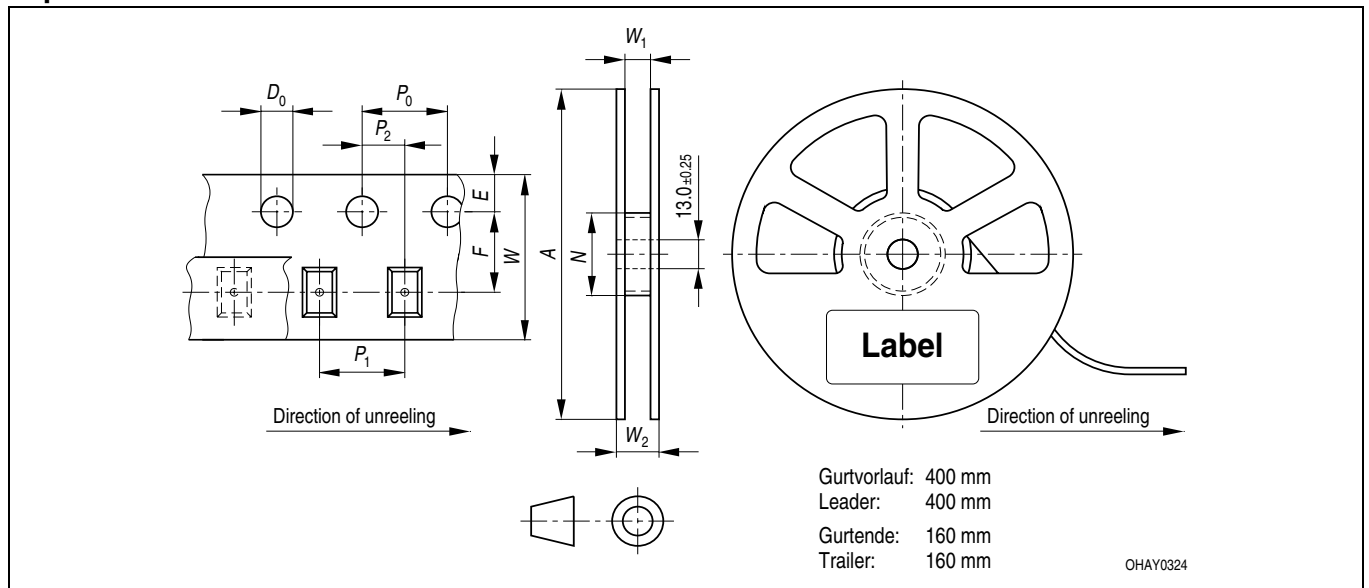 W1
D0
P0
P2
E
F
W
A
N
13.0±0.25
P1
Label
Direction of unreeling
W2
Direction of unreeling
Gurtvorlauf: 400 mm
Leader: 400 mm
Gurtende: 160 mm
Trailer: 160 mm
OHAY0324